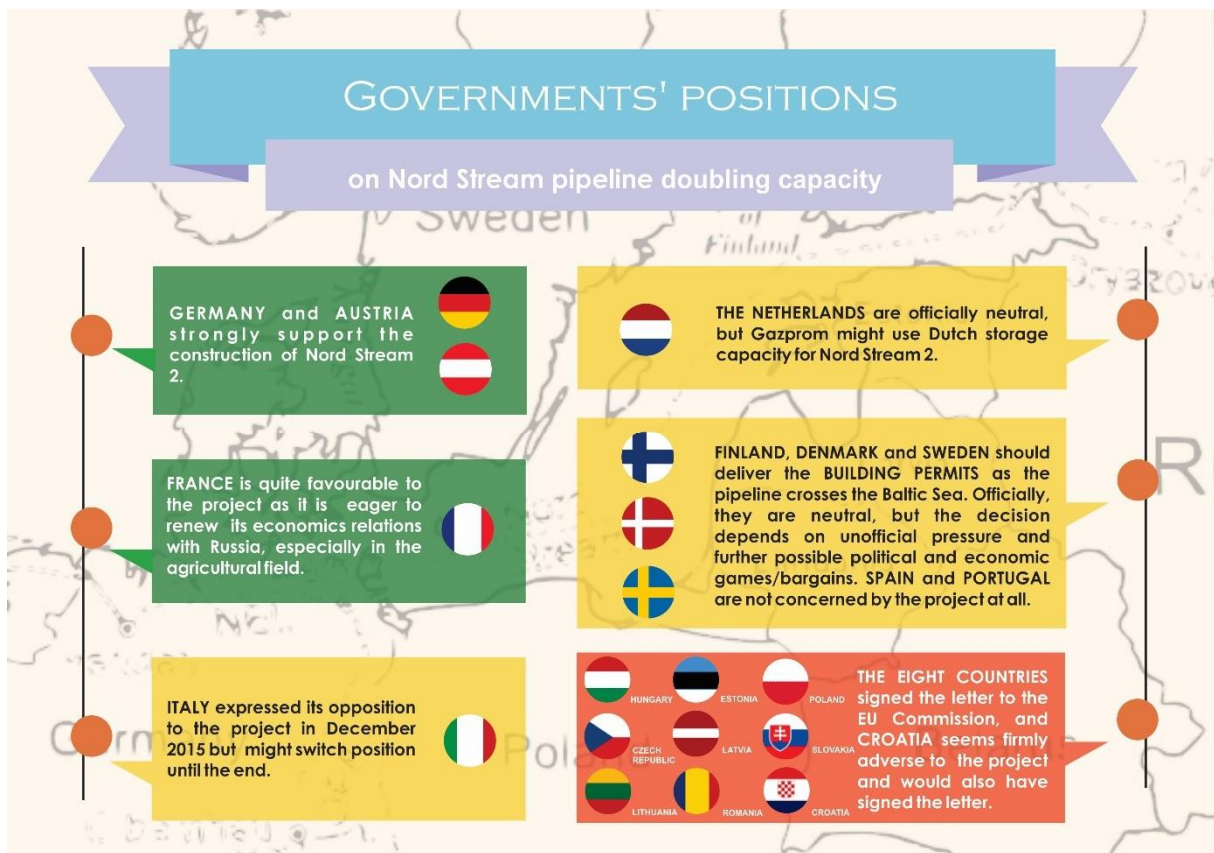 GOVERNMENTS' POSITIONS
on Nord Stream pipeline doubling capacity
Sweden
of
Finland
GERMANY and AUSTRIA
strongly support the
construction of Nord Stream
2.
THE NETHERLANDS are officially neutral,
but Gazprom might use Dutch storage
capacity for Nord Stream 2.
FRANCE is quite favourable to
the project as it is eager to
renew its economics relations
with Russia, especially in the
agricultural field.
FINLAND, DENMARK and SWEDEN should
deliver the BUILDING PERMITS as the
pipeline crosses the Baltic Sea. Officially,
they are neutral, but the decision
depends on unofficial pressure and
further possible political and economic
games/bargains. SPAIN and PORTUGAL
are not concerned by the project at all.
R
ITALY expressed its opposition
to the project in December
2015 but might switch position
until the end.
HUNGARY
ESTONIA
POLAND
CZECH
REPUBLIC
LATVIA
SLOVAKIA
LITHUANIA
ROMANIA
CROATIA
THE EIGHT COUNTRIES
signed the letter to the
EU Commission, and
CROATIA seems firmly
adverse to the project
and would also have
signed the letter.
Germany
Poland
Belarus